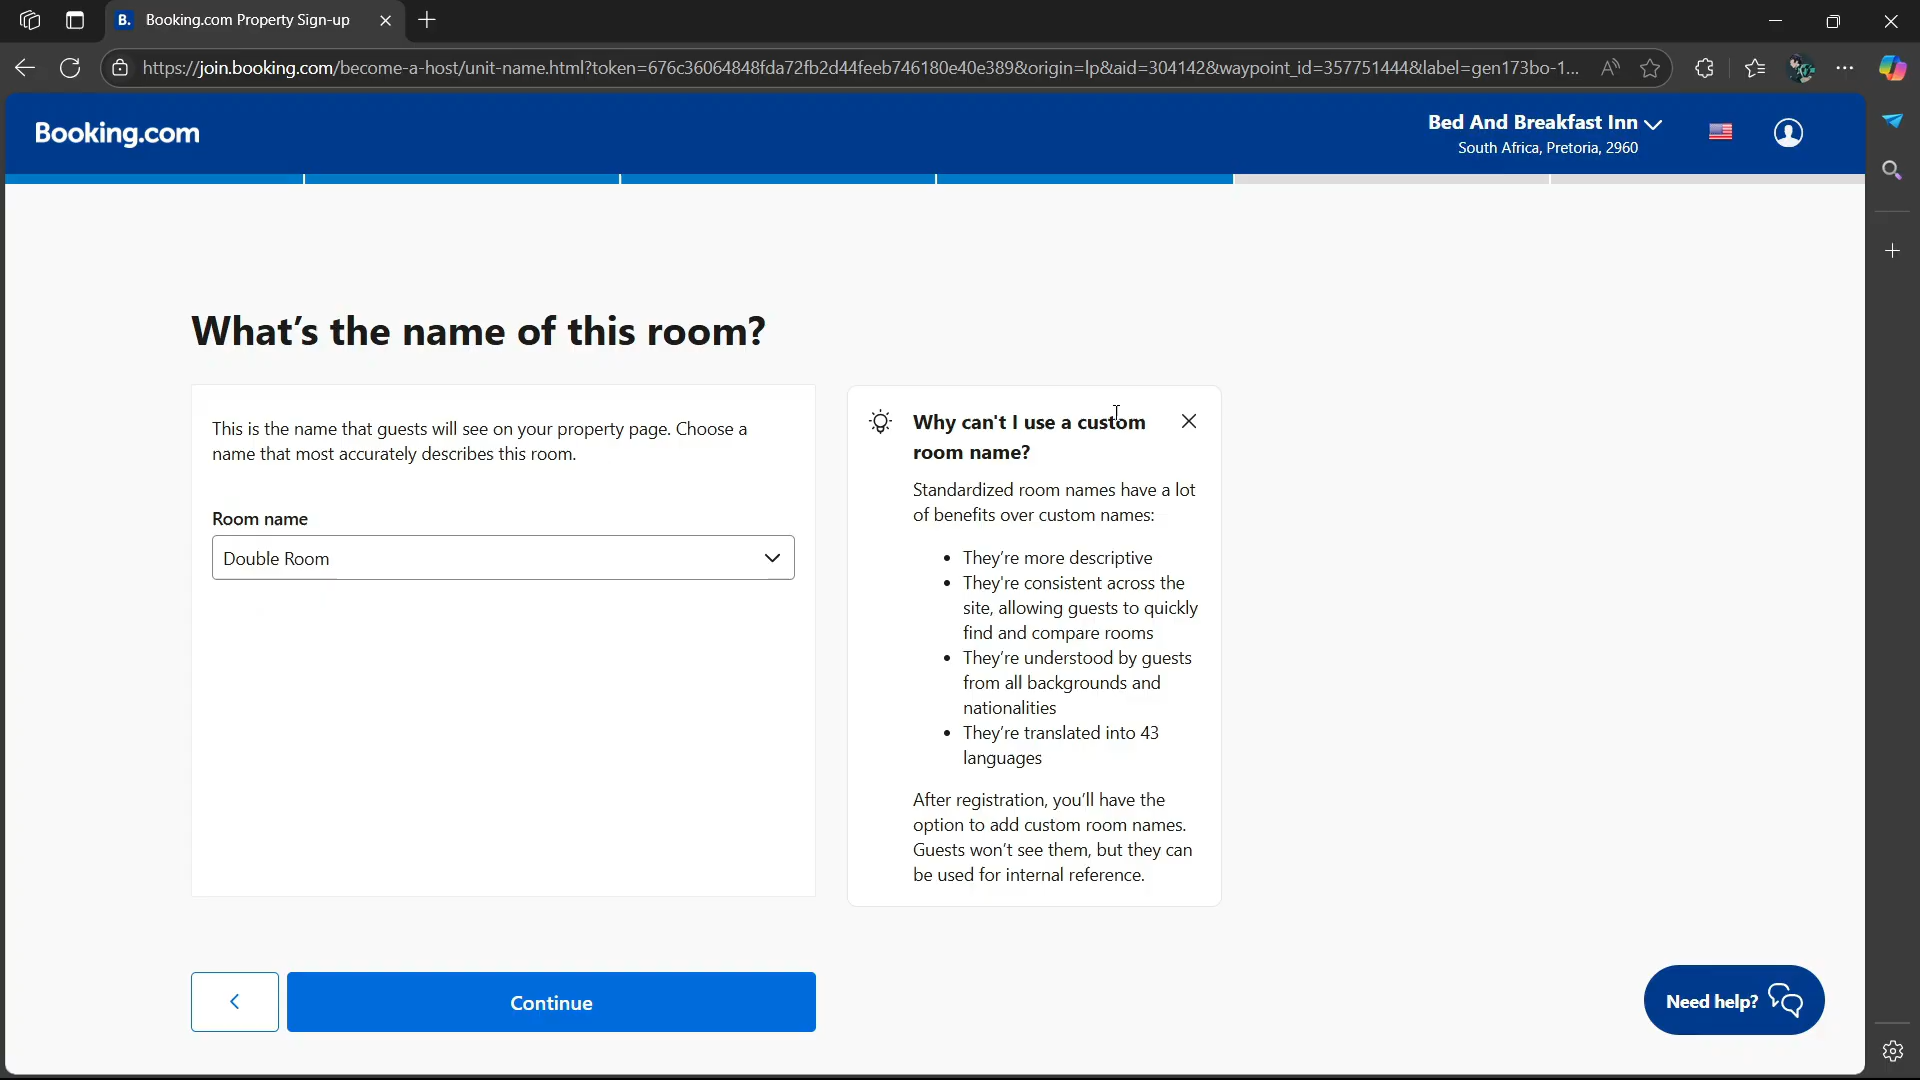 B. Booking.com Property Sign-up
https://join.booking.com/become-a-host/unit-name.html?token=676c36064848fda72fb2d44feeb746180e40e389&origin=lp&aid=304142&waypoint_id=357751444&label=gen173bo-1...
Booking.com
Bed And Breakfast Inn
South Africa, Pretoria, 2960
What's the name of this room?
This is the name that guests will see on your property page. Choose a
name that most accurately describes this room.
Room name
Double Room
Why can't I use a custom
room name?
Standardized room names have a lot
of benefits over custom names:
• They're more descriptive
• They're consistent across the
site, allowing guests to quickly
find and compare rooms
• They're understood by guests
from all backgrounds and
nationalities
• They're translated into 43
languages
After registration, you'll have the
option to add custom room names.
Guests won't see them, but they can
be used for internal reference.
Continue
Need help?